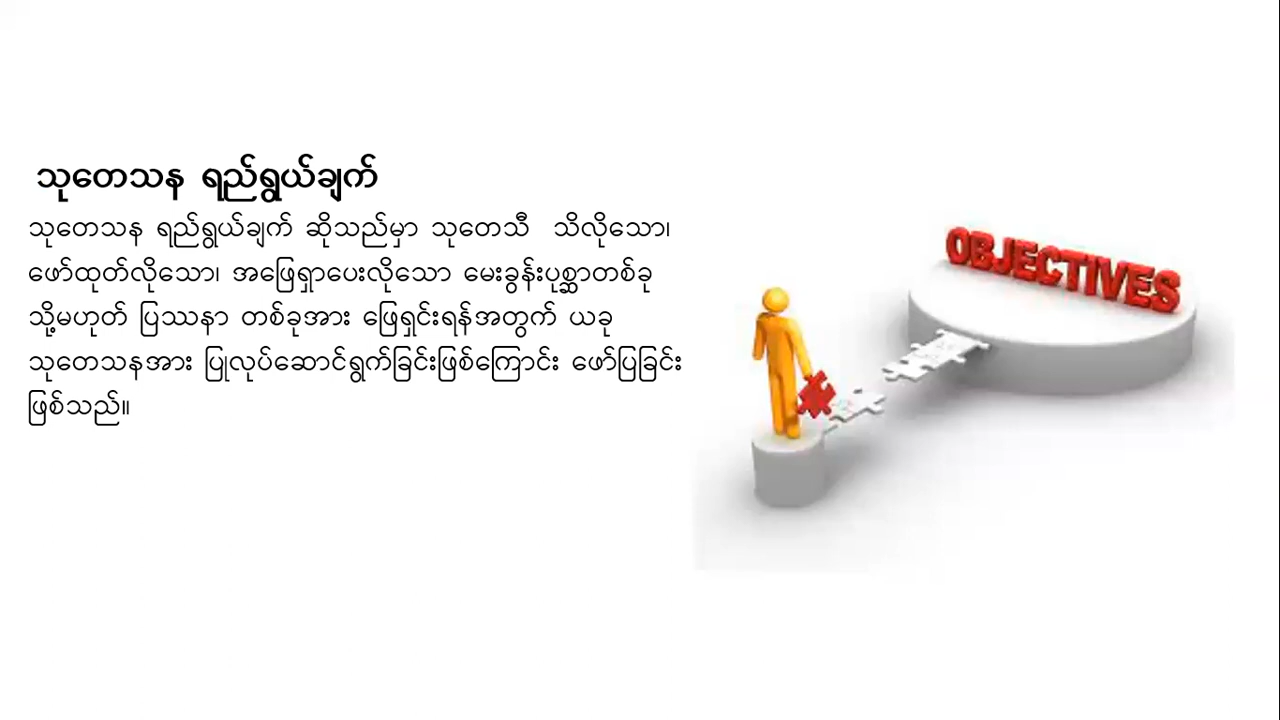 သုတေသန ရည်ရွယ်ချက်
သုတေသန ရည်ရွယ်ချက် ဆိုသည်မှာ သုတေသီ သိလိုသော၊
ဖော်ထုတ်လိုသော၊ အဖြေရှာပေးလိုသော မေးခွန်းပုစ္ဆာတစ်ခု
သို့မဟုတ် ပြဿနာ တစ်ခုအား ဖြေရှင်းရန်အတွက် ယခု
သုတေသနအား ပြုလုပ်ဆောင်ရွက်ခြင်းဖြစ်ကြောင်း ဖော်ပြခြင်း
ဖြစ်သည်။
OBJECTIVES